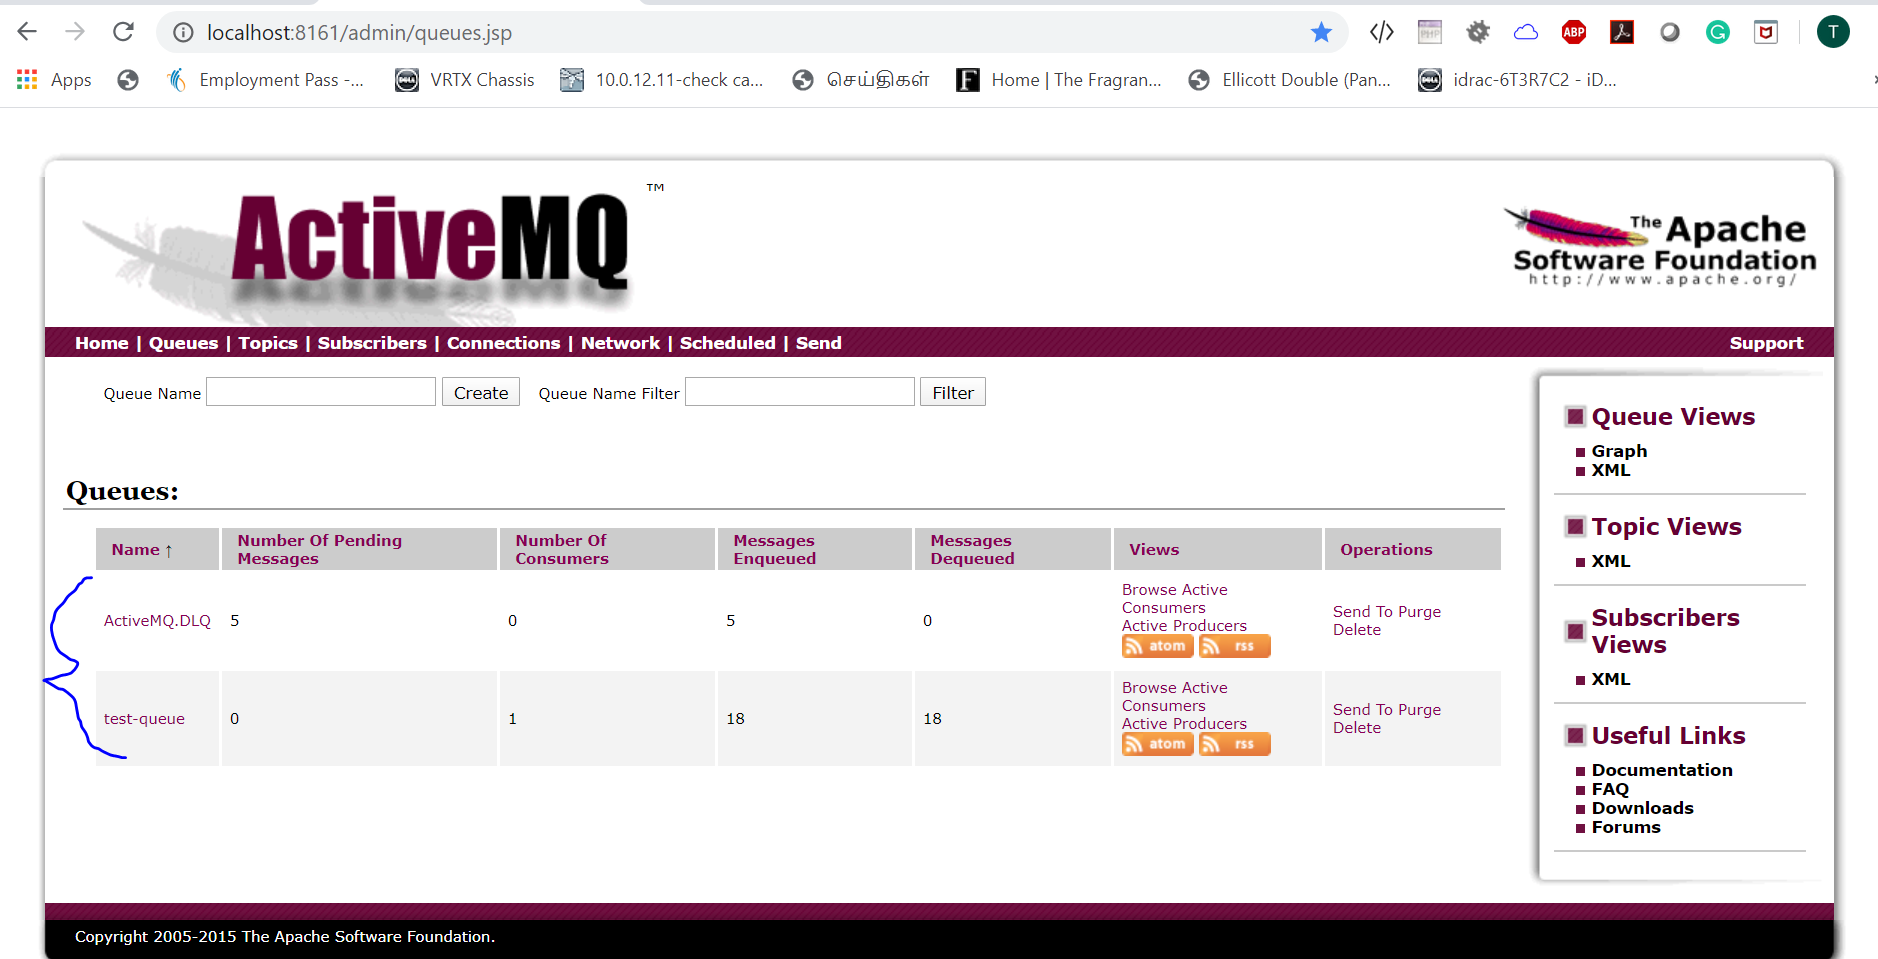 localhost:8161/admin/queues.jsp
ABP
T
Apps
Employment Pass -...
VRTX Chassis
10.0.12.11-check ca...
செய்திகள்
Home | The Fragran...
Ellicott Double (Pan...
idrac-6T3R7C2 - iD...
ActiveMQ™
The Apache
Software Foundation
http://www.apache.org/
Home | Queues | Topics | Subscribers | Connections | Network | Scheduled | Send
Support
Queue Name
Create
Queue Name Filter
Filter
Queues:
Name ↑
Number Of Pending Messages
Number Of Consumers
Messages Enqueued
Messages Dequeued
Views
Operations
ActiveMQ.DLQ
5
0
5
0
Browse Active
Consumers
Active Producers
atom
rss
Send To Purge
Delete
test-queue
0
1
18
18
Browse Active
Consumers
Active Producers
atom
rss
Send To Purge
Delete
Queue Views
Graph
XML
Topic Views
XML
Subscribers
Views
XML
Useful Links
Documentation
FAQ
Downloads
Forums
Copyright 2005-2015 The Apache Software Foundation.